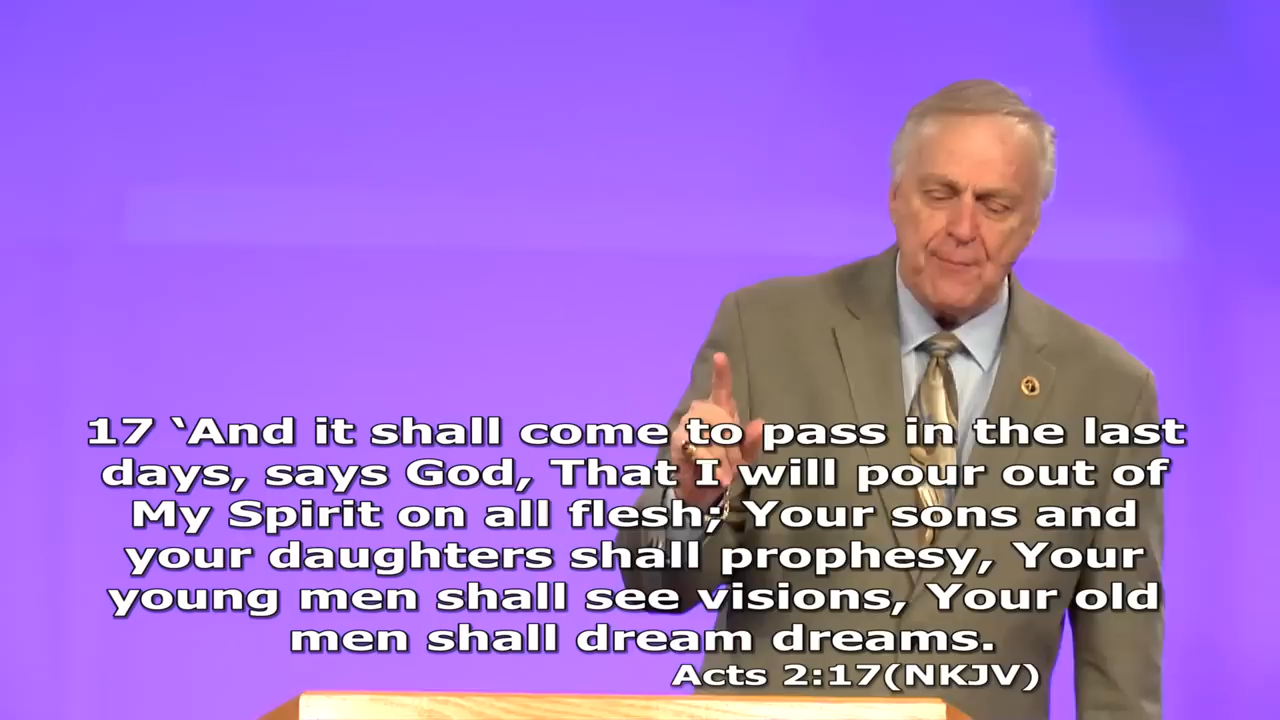 17 ‘And it shall come to pass in the last
days, says God, That I will pour out of
My Spirit on all flesh; Your sons and
your daughters shall prophesy, Your
young men shall see visions, Your old
men shall dream dreams.
Acts 2:17(NKJV)